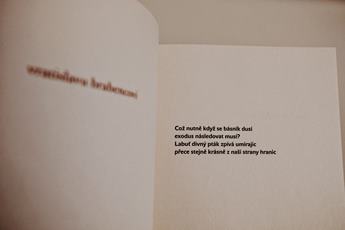 Což nutně když se básník dusí
exodus následovat musí?
Labuť divný pták zpívá umírajíc
přece stejně krásně z naší strany hranic